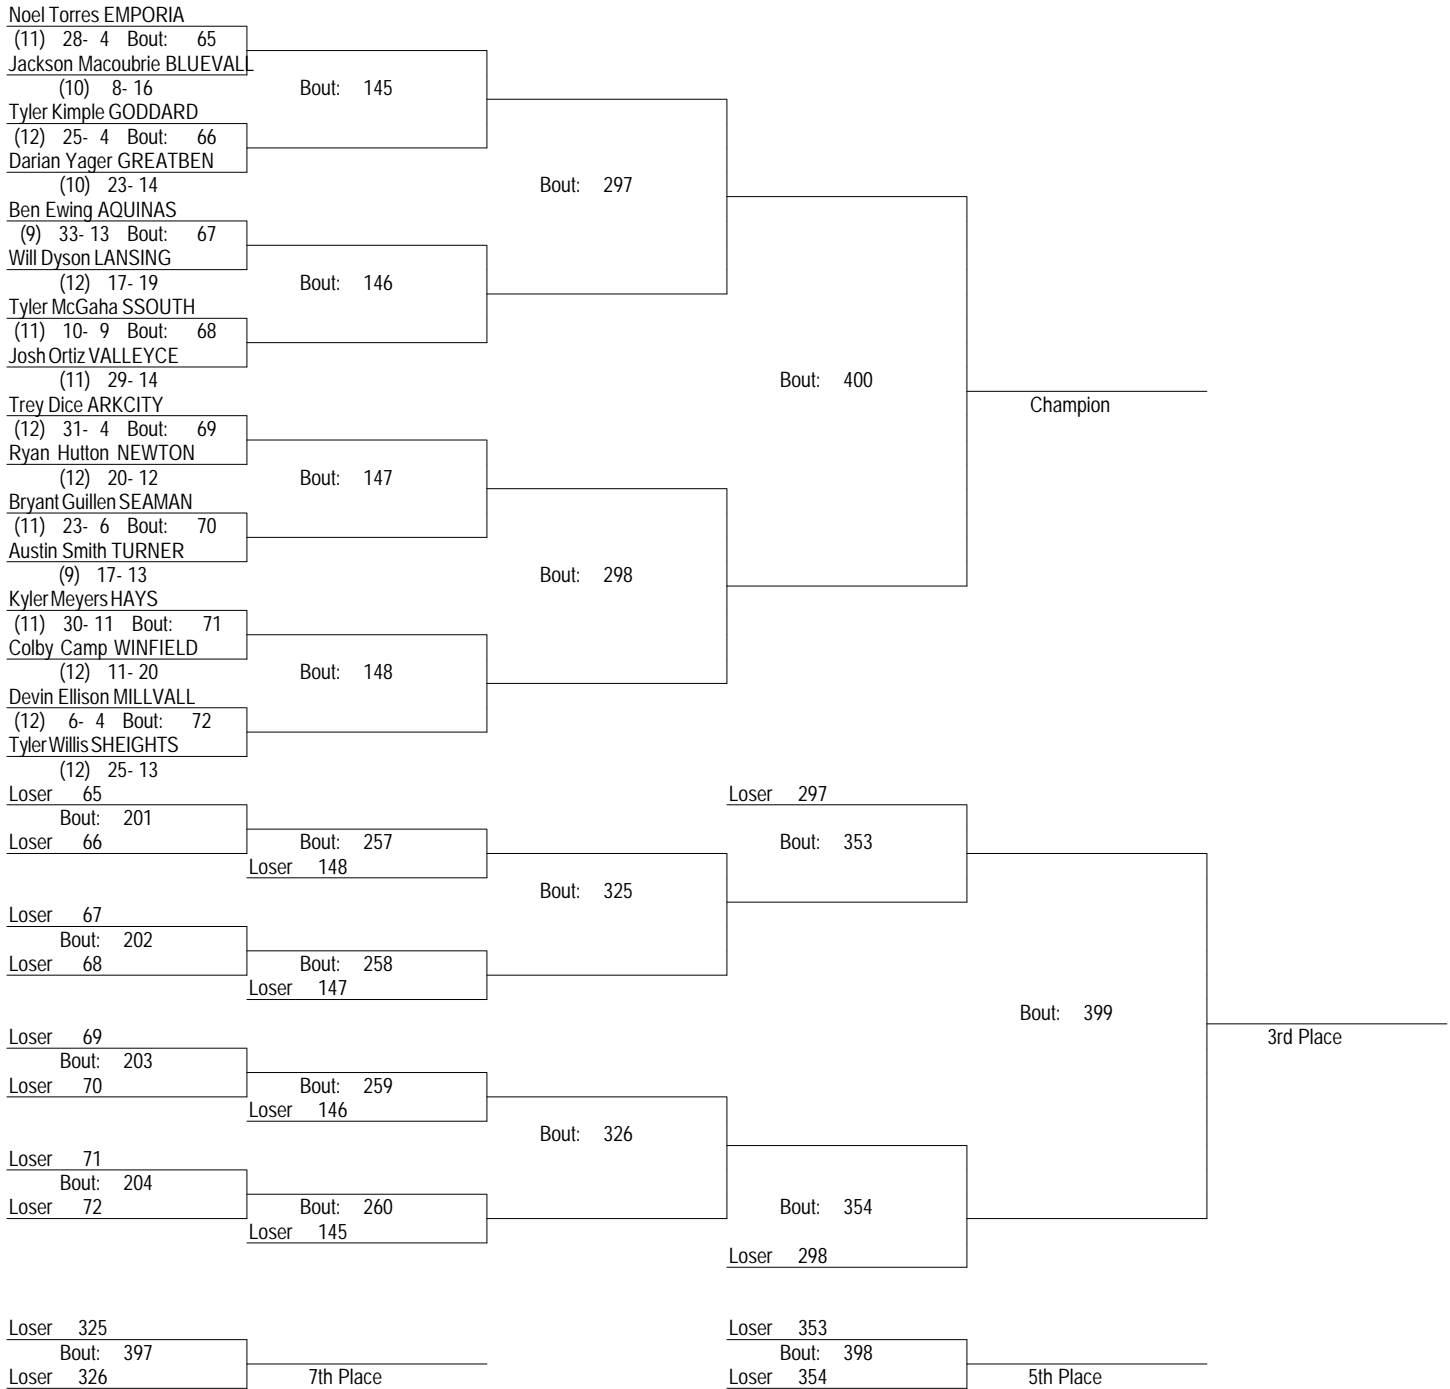 Noel Torres EMPORIA
(11) 28- 4 Bout: 65
Jackson Macoubrie BLUEVALL
(10) 8- 16
Bout: 145
Tyler Kimple GODDARD
(12) 25- 4 Bout: 66
Darian Yager GREATBEN
(10) 23- 14
Bout: 297
Ben Ewing AQUINAS
(9) 33- 13 Bout: 67
Will Dyson LANSING
(12) 17- 19
Bout: 146
Tyler McGaha SSOUTH
(11) 10- 9 Bout: 68
Josh Ortiz VALLEYCE
(11) 29- 14
Bout: 400
Champion
Trey Dice ARKCITY
(12) 31- 4 Bout: 69
Ryan Hutton NEWTON
(12) 20- 12
Bout: 147
Bryant Guillen SEAMAN
(11) 23- 6 Bout: 70
Austin Smith TURNER
(9) 17- 13
Bout: 298
Kyler Meyers HAYS
(11) 30- 11 Bout: 71
Colby Camp WINFIELD
(12) 11- 20
Bout: 148
Devin Ellison MILLVALL
(12) 6- 4 Bout: 72
Tyler Willis SHEIGHTS
(12) 25- 13
Loser 65
Bout: 201
Loser 66
Bout: 257
Loser 148
Loser 297
Bout: 353
Bout: 325
Loser 67
Bout: 202
Loser 68
Bout: 258
Loser 147
Bout: 399
3rd Place
Loser 69
Bout: 203
Loser 70
Bout: 259
Loser 146
Bout: 326
Loser 71
Bout: 204
Loser 72
Bout: 260
Loser 145
Bout: 354
Loser 298
Loser 325
Bout: 397
Loser 326
7th Place
Loser 353
Bout: 398
Loser 354
5th Place